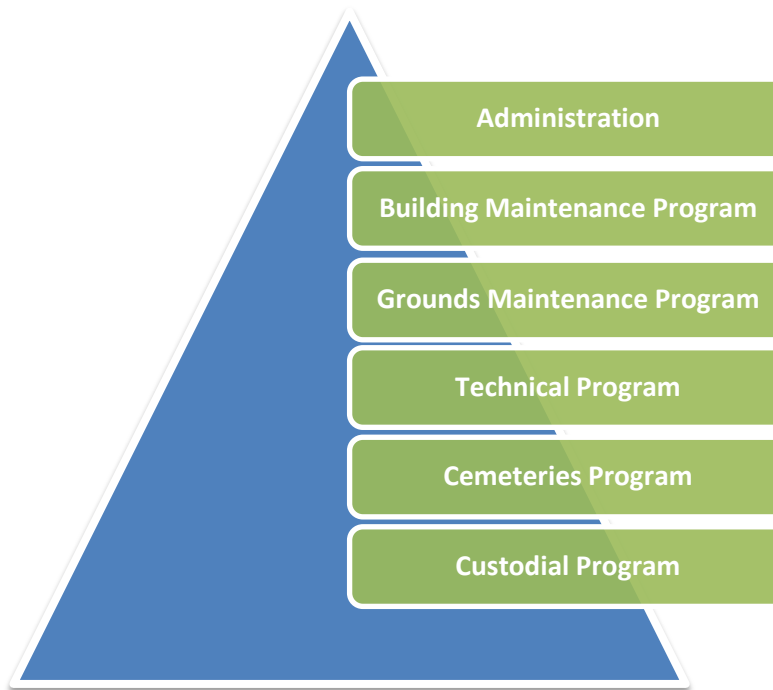 Administration
Building Maintenance Program
Grounds Maintenance Program
Technical Program
Cemeteries Program
Custodial Program